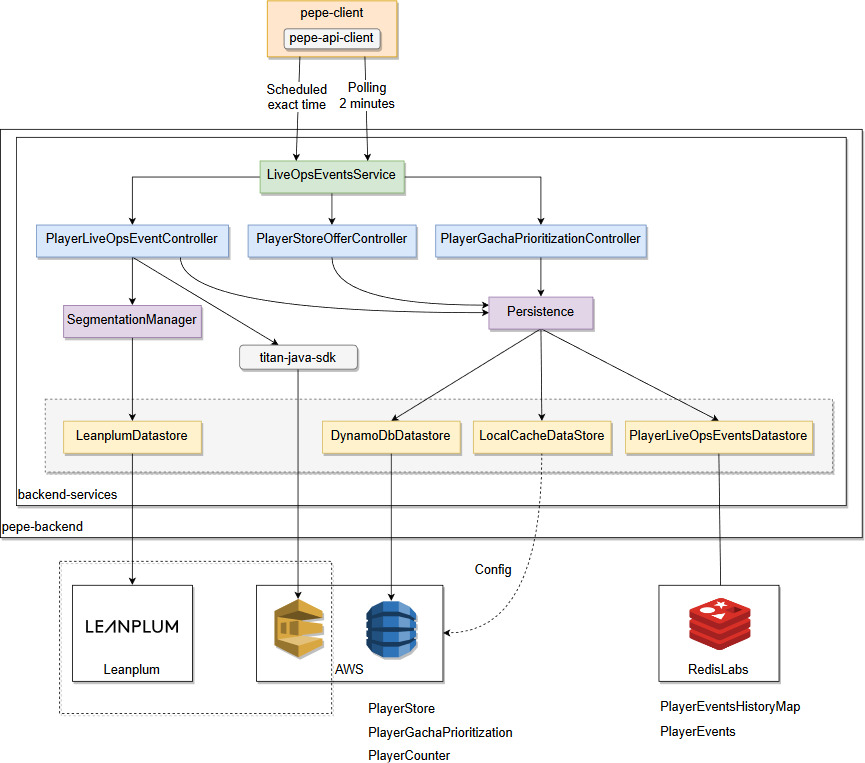 pepe-client
pepe-api-client
Scheduled
exact time
Polling
2 minutes
LiveOpsEventsService
PlayerLiveOpsEventController
PlayerStoreOfferController
PlayerGachaPrioritizationController
SegmentationManager
Persistence
titan-java-sdk
LeanplumDatastore
DynamoDbDatastore
LocalCacheDataStore
PlayerLiveOpsEventsDatastore
backend-services
pepe-backend
Config
LEANPLUM
Leanplum
AWS
RedisLabs
PlayerStore
PlayerGachaPrioritization
PlayerCounter
PlayerEventsHistoryMap
PlayerEvents